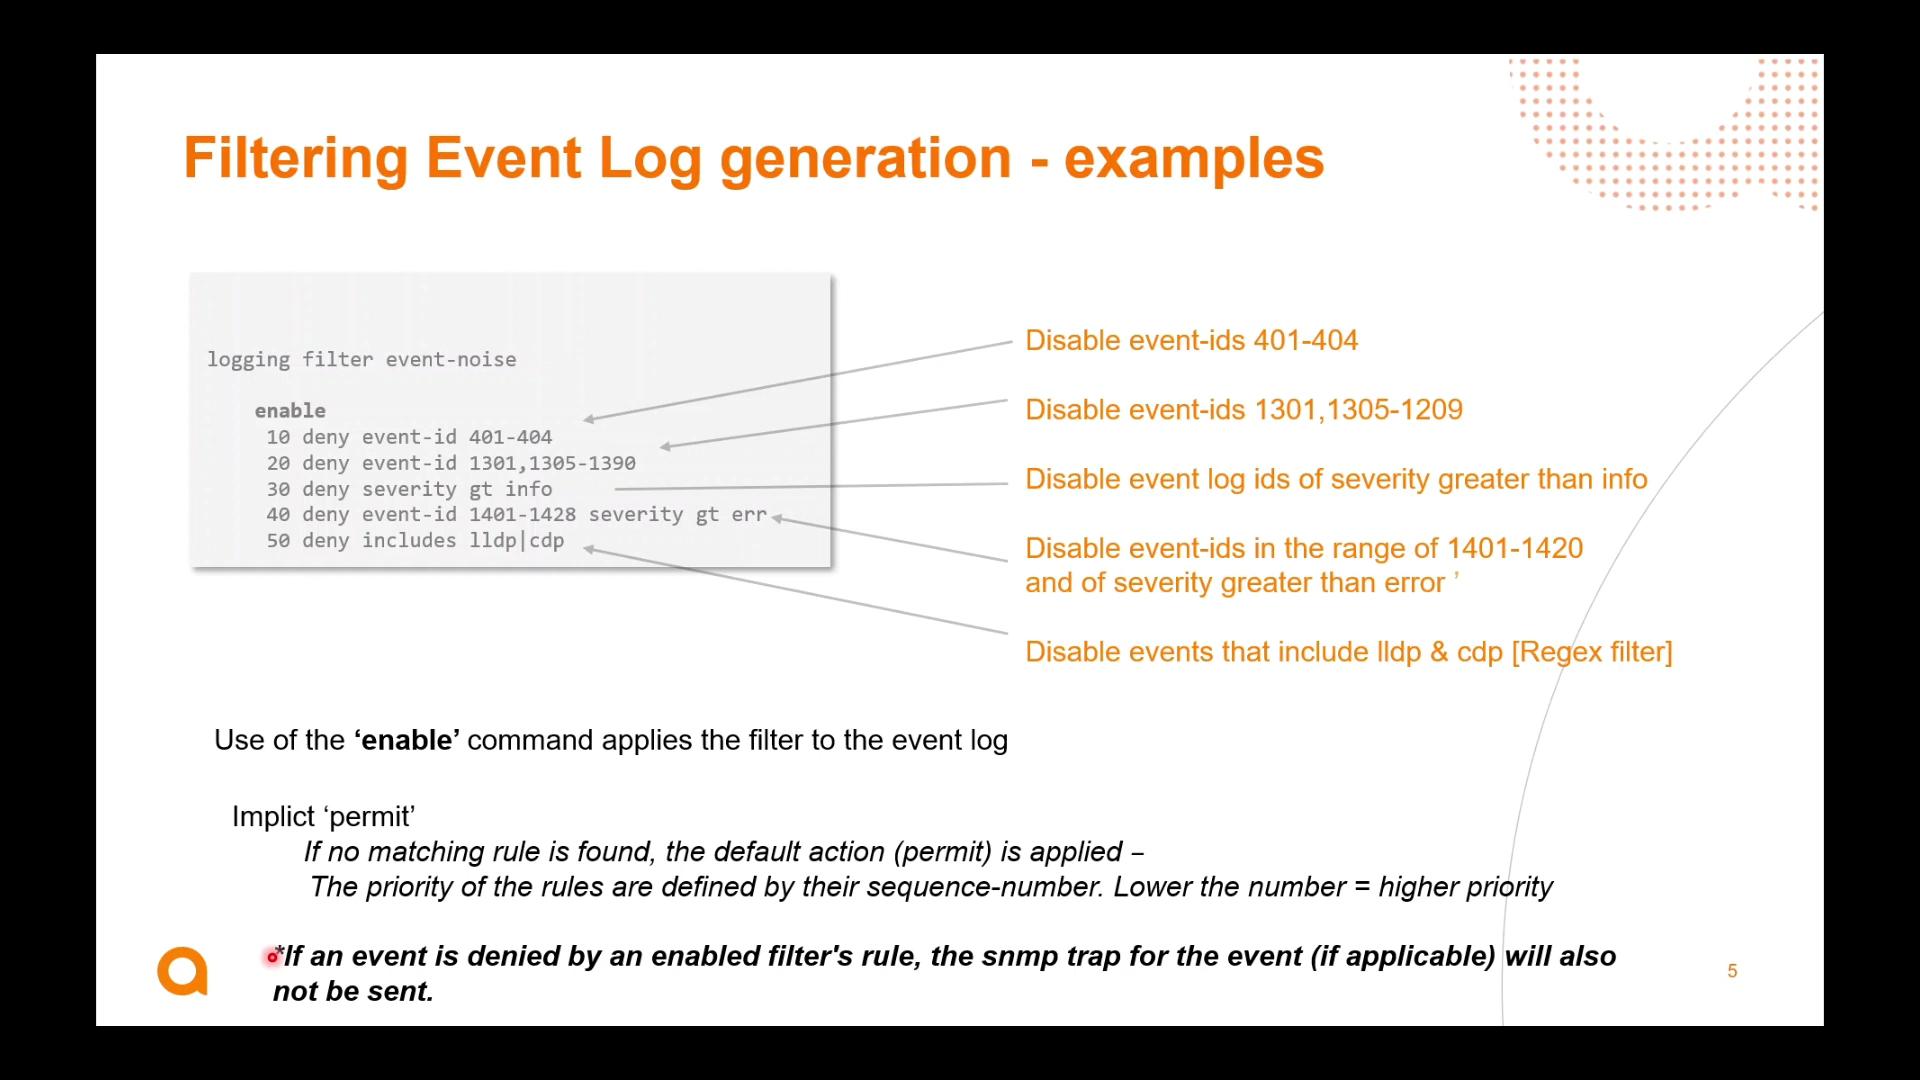 Filtering Event Log generation - examples
logging filter event-noise
enable
10 deny event-id 401-404
20 deny event-id 1301,1305-1390
30 deny severity gt info
40 deny event-id 1401-1428 severity gt err
50 deny includes lldp|cdp
Disable event-ids 401-404
Disable event-ids 1301,1305-1209
Disable event log ids of severity greater than info
Disable event-ids in the range of 1401-1420
and of severity greater than error ’
Disable events that include lldp & cdp [Regex filter]
Use of the ‘enable’ command applies the filter to the event log
Implict ‘permit’
If no matching rule is found, the default action (permit) is applied –
The priority of the rules are defined by their sequence-number. Lower the number = higher priority
*If an event is denied by an enabled filter's rule, the snmp trap for the event (if applicable) will also
not be sent.
5